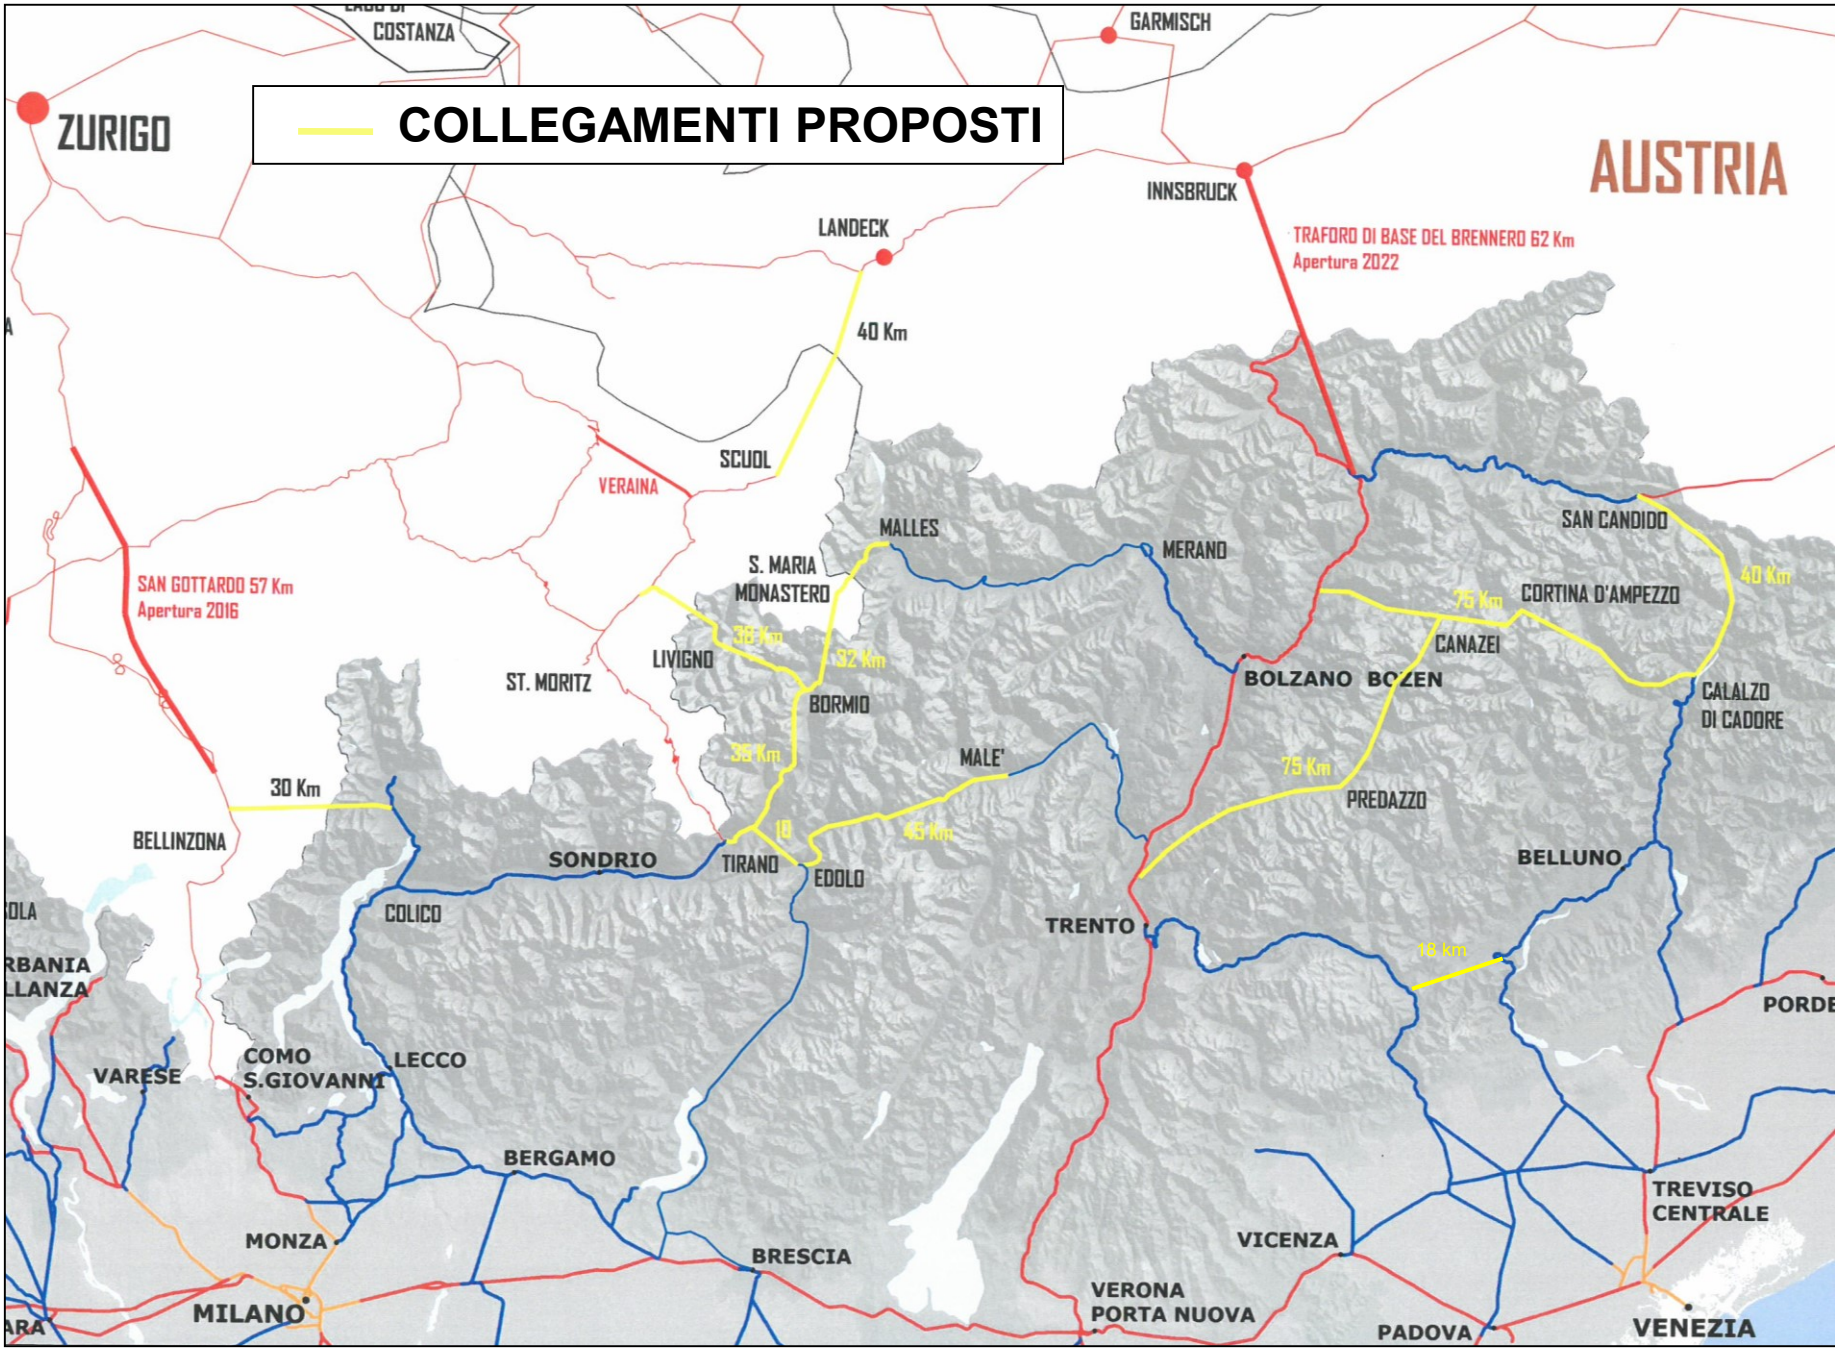 COSTANZA
GARMISCH
ZURIGO
COLLEGAMENTI PROPOSTI
AUSTRIA
INNSBRUCK
LANDECK
TRAFORO DI BASE DEL BRENNERO 62 Km
Apertura 2022
40 Km
SCUOL
VERAINA
MALLES
SAN CANDIDO
MERANO
S. MARIA
MONASTERO
SAN GOTTARDO 57 Km
Apertura 2016
40 Km
75 Km
CORTINA D'AMPEZZO
38 Km
CANAZEI
LIVIGNO
32 Km
ST. MORITZ
BOLZANO BOZEN
BORMIO
CALALZO
DI CADORE
35 Km
MALE'
75 Km
30 Km
PREDAZZO
BELLINZONA
10
45 Km
SONDRIO
TIRANO
EDOLO
BELLUNO
COLICO
TRENTO
18 km
RBANIA
LLANZA
PORDE
COMO
S.GIOVANNI
LECCO
VARESE
BERGAMO
TREVISO
CENTRALE
MONZA
BRESCIA
VICENZA
VERONA
PORTA NUOVA
MILANO
PADOVA
VENEZIA
ARA